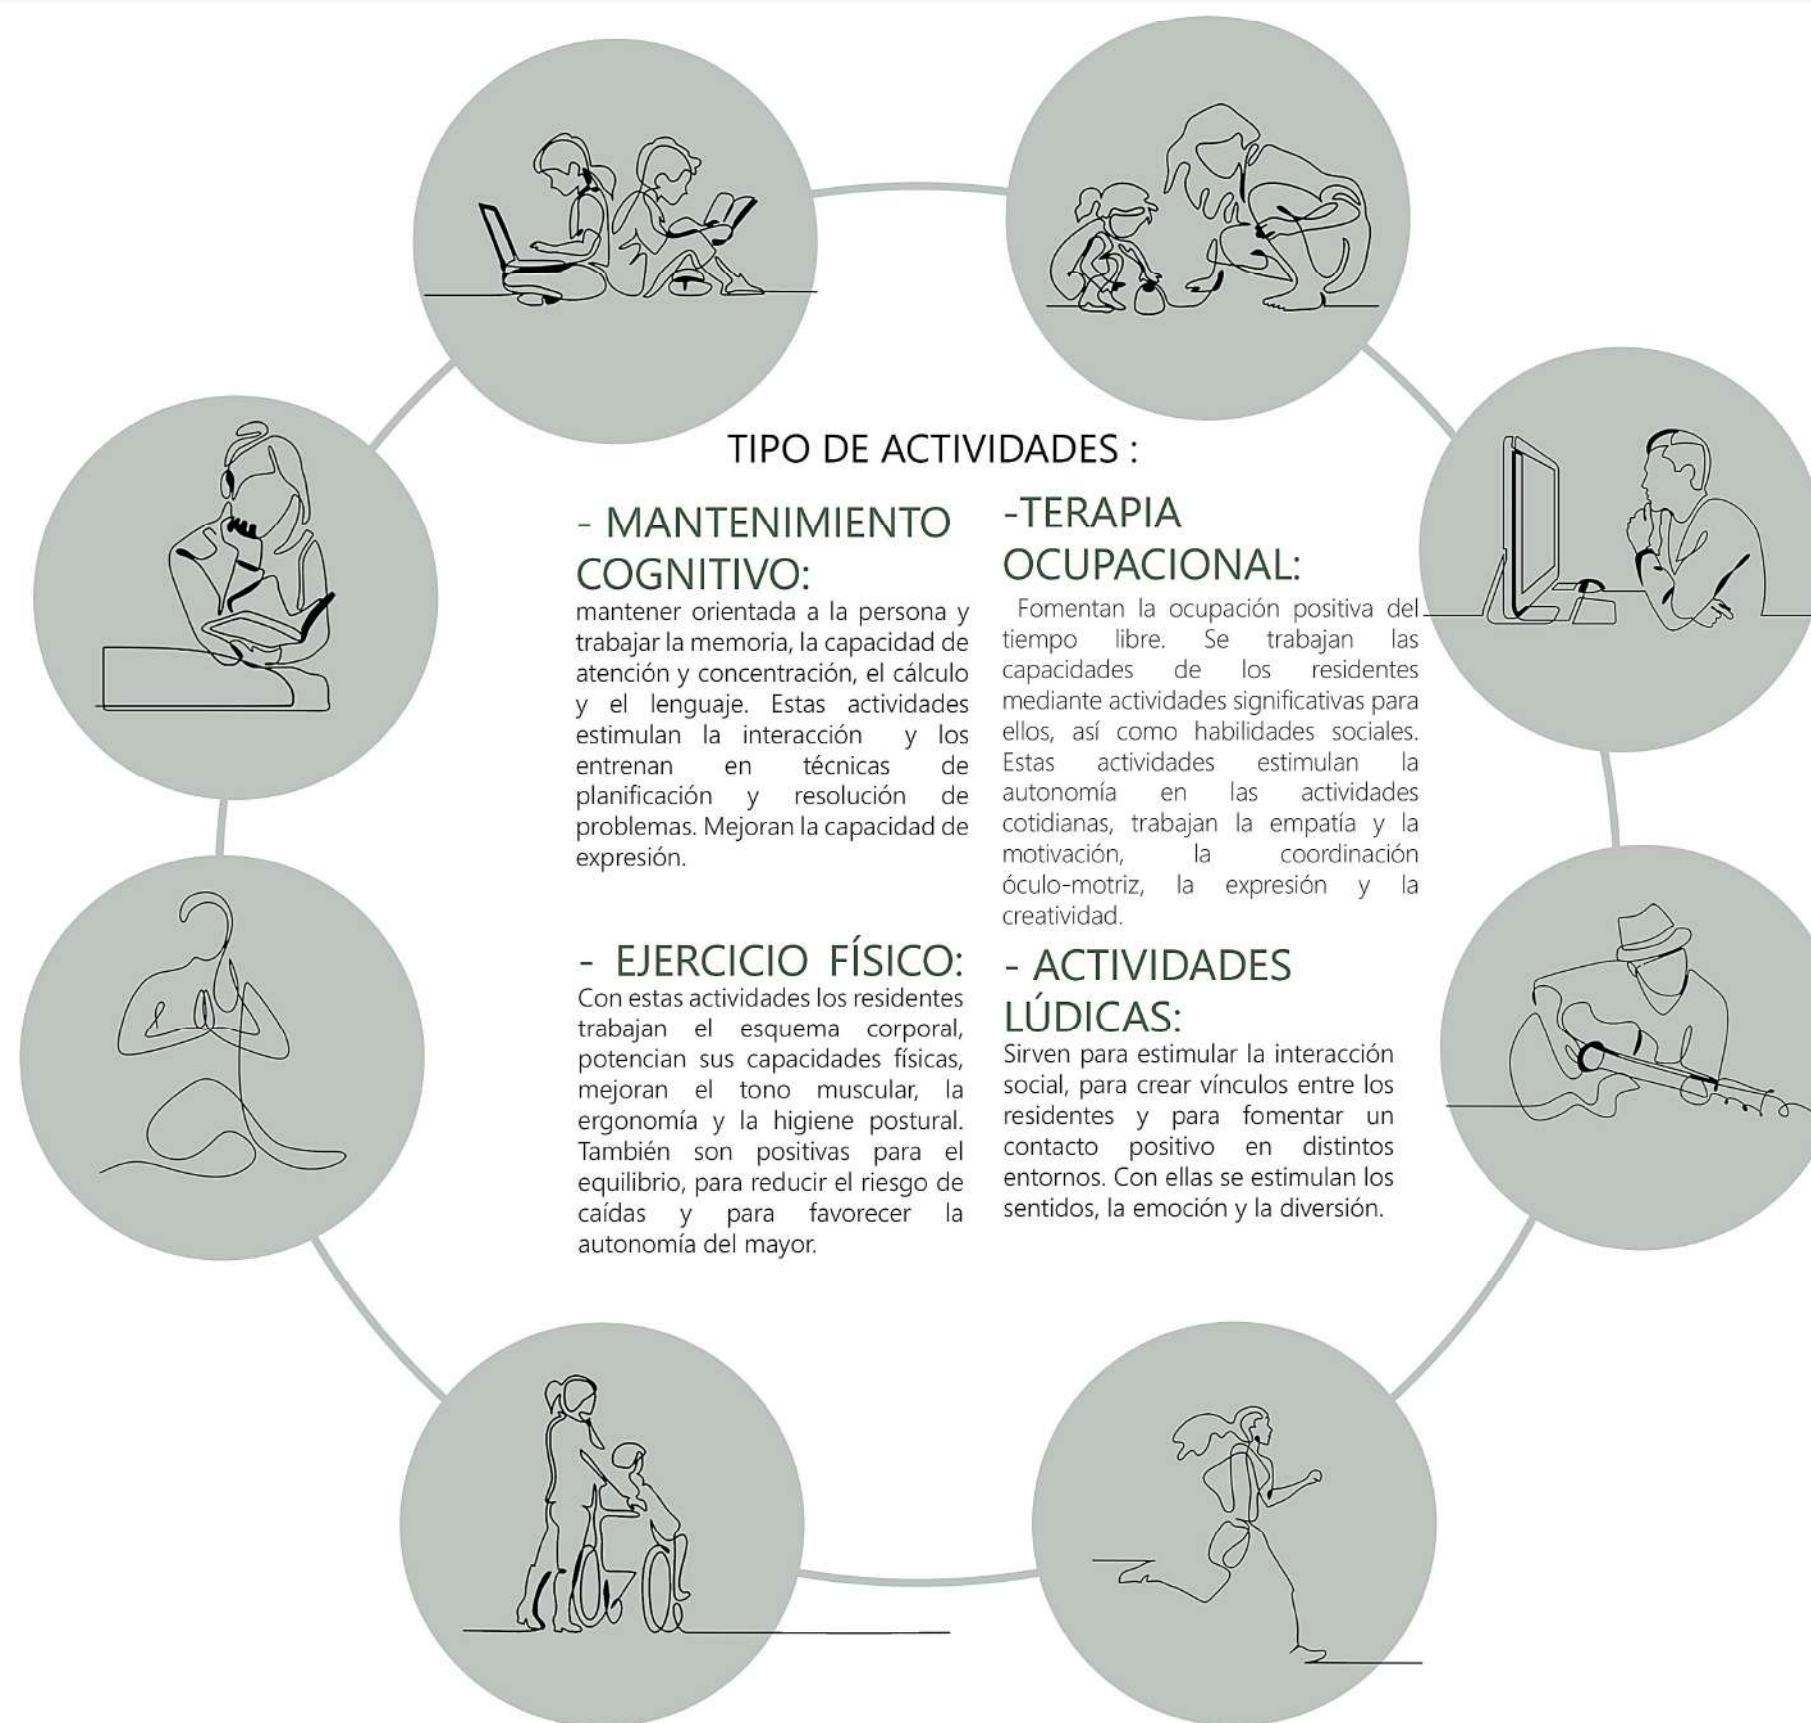 TIPO DE ACTIVIDADES :
- MANTENIMIENTO
COGNITIVO:
mantener orientada a la persona y
trabajar la memoria, la capacidad de
atención y concentración, el cálculo
y el lenguaje. Estas actividades
estimulan la interacción y los
entrenan en técnicas de
planificación y resolución de
problemas. Mejoran la capacidad de
expresión.
-TERAPIA
OCUPACIONAL:
Fomentan la ocupación positiva del
tiempo libre. Se trabajan las
capacidades de los residentes
mediante actividades significativas para
ellos, así como habilidades sociales.
Estas actividades estimulan la
autonomía en las actividades
cotidianas, trabajan la empatía y la
motivación, la coordinación
óculo-motriz, la expresión y la
creatividad.
- EJERCICIO FÍSICO:
Con estas actividades los residentes
trabajan el esquema corporal,
potencian sus capacidades físicas,
mejoran el tono muscular, la
ergonomía y la higiene postural.
También son positivas para el
equilibrio, para reducir el riesgo de
caídas y para favorecer la
autonomía del mayor.
- ACTIVIDADES
LÚDICAS:
Sirven para estimular la interacción
social, para crear vínculos entre los
residentes y para fomentar un
contacto positivo en distintos
entornos. Con ellas se estimulan los
sentidos, la emoción y la diversión.